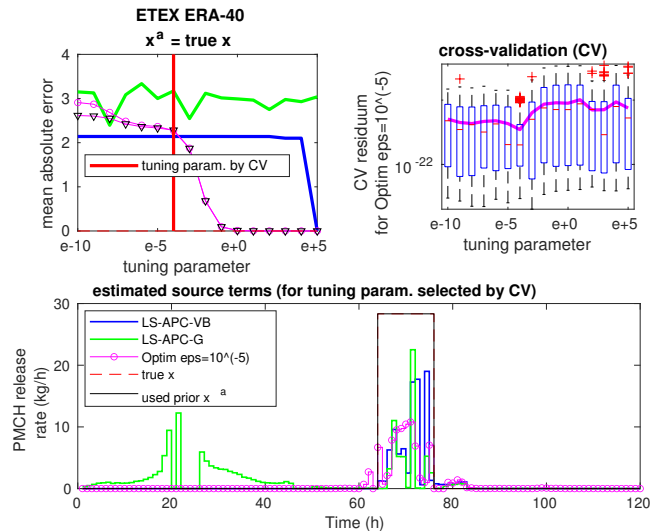 ETEX ERA-40
x^a = true x
mean absolute error
4
3
2
1
0
tuning param. by CV
e-10 e-5 e+0 e+5
tuning parameter
cross-validation (CV)
CV residuum
for Optim eps=10^(-5)
10^-22
e-10 e-5 e+0 e+5
tuning parameter
estimated source terms (for tuning param. selected by CV)
PMCH release
rate (kg/h)
30
20
10
0
LS-APC-VB
LS-APC-G
Optim eps=10^(-5)
true x
used prior x^a
0 20 40 60 80 100 120
Time (h)